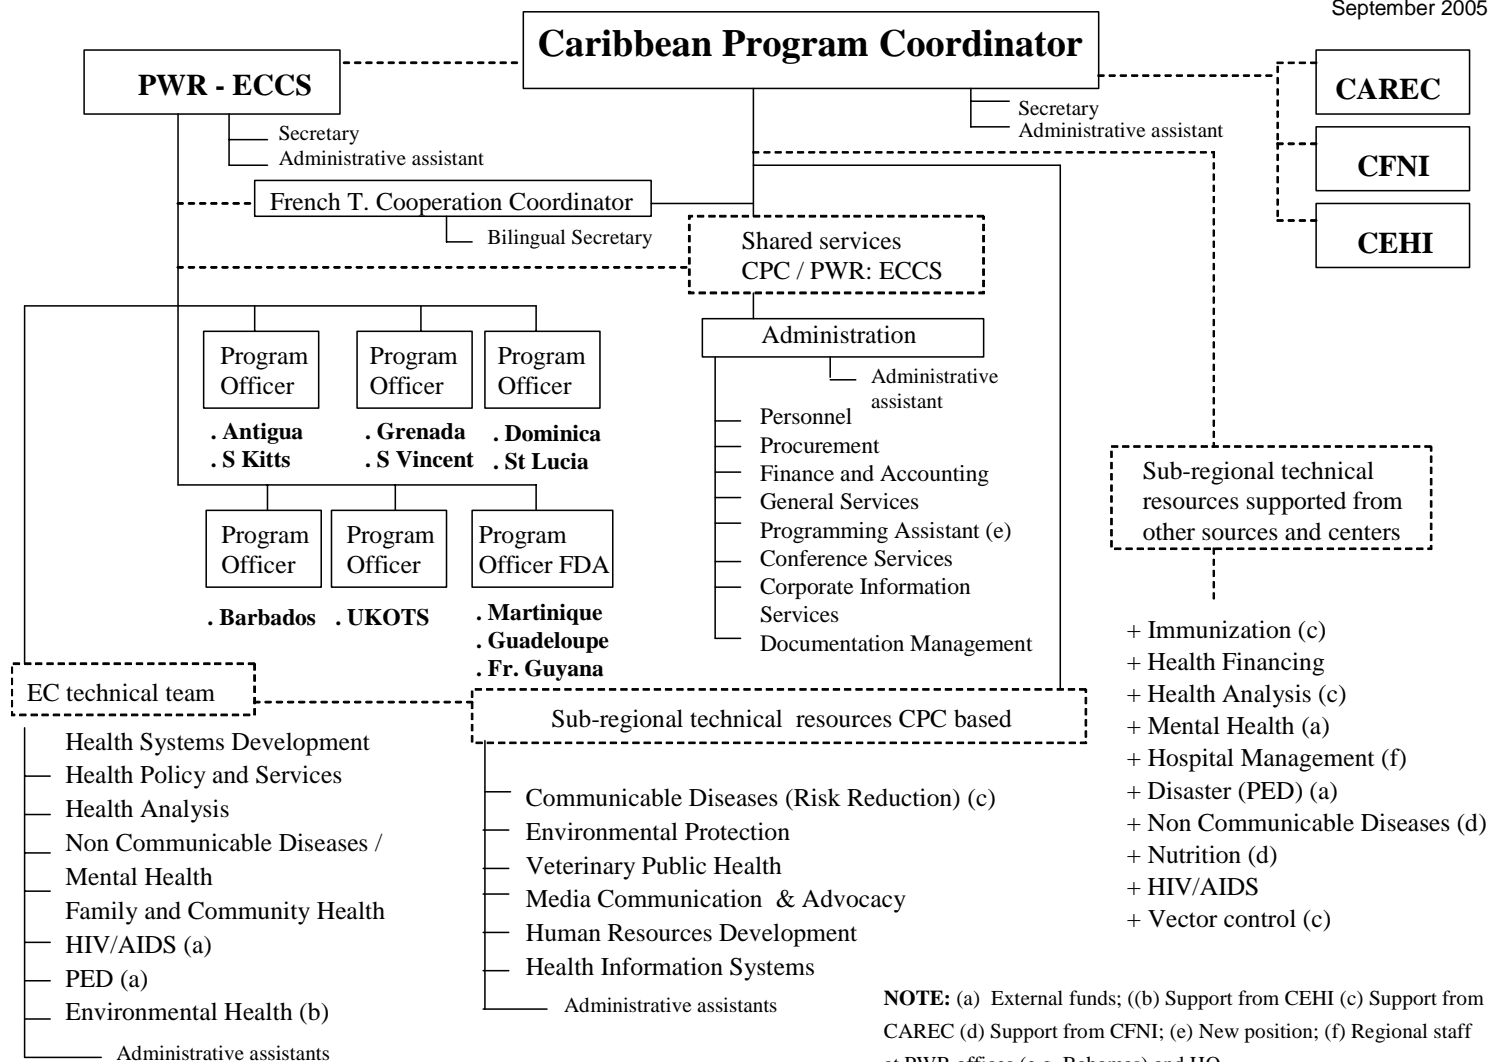 September 2005
Caribbean Program Coordinator
PWR - ECCS
CAREC
Secretary
Administrative assistant
Secretary
Administrative assistant
CFNI
French T. Cooperation Coordinator
Bilingual Secretary
Shared services
CPC / PWR: ECCS
CEHI
Administration
Administrative
assistant
Program
Officer
Program
Officer
Program
Officer
. Antigua
. S Kitts
. Grenada
. S Vincent
. Dominica
. St Lucia
Personnel
Procurement
Finance and Accounting
General Services
Programming Assistant (e)
Conference Services
Corporate Information
Services
Documentation Management
Sub-regional technical
resources supported from
other sources and centers
Program
Officer
Program
Officer
Program
Officer FDA
. Barbados
. UKOTS
. Martinique
. Guadeloupe
. Fr. Guyana
+ Immunization (c)
+ Health Financing
+ Health Analysis (c)
+ Mental Health (a)
+ Hospital Management (f)
+ Disaster (PED) (a)
+ Non Communicable Diseases (d)
+ Nutrition (d)
+ HIV/AIDS
+ Vector control (c)
EC technical team
Health Systems Development
Health Policy and Services
Health Analysis
Non Communicable Diseases /
Mental Health
Family and Community Health
HIV/AIDS (a)
PED (a)
Environmental Health (b)
Administrative assistants
Sub-regional technical resources CPC based
Communicable Diseases (Risk Reduction) (c)
Environmental Protection
Veterinary Public Health
Media Communication & Advocacy
Human Resources Development
Health Information Systems
Administrative assistants
NOTE: (a) External funds; ((b) Support from CEHI (c) Support from
CAREC (d) Support from CFNI; (e) New position; (f) Regional staff
at PWR offices (e.g. Bahamas) and HQ